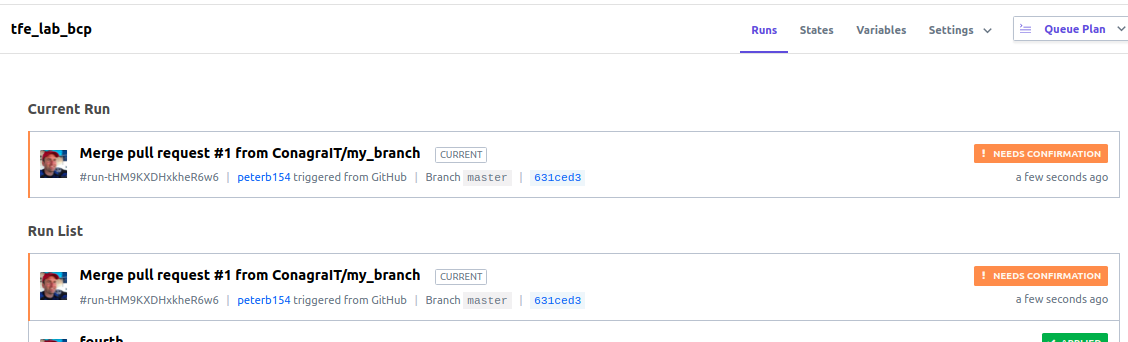 tfe_lab_bcp Runs States Variables Settings Queue Plan
Current Run
Merge pull request #1 from ConagraIT/my_branch CURRENT ! NEEDS CONFIRMATION
#run-tHM9KXDHxkheR6w6 | peterb154 triggered from GitHub | Branch master | 631ced3 a few seconds ago
Run List
Merge pull request #1 from ConagraIT/my_branch CURRENT ! NEEDS CONFIRMATION
#run-tHM9KXDHxkheR6w6 | peterb154 triggered from GitHub | Branch master | 631ced3 a few seconds ago
fourth APPLIED